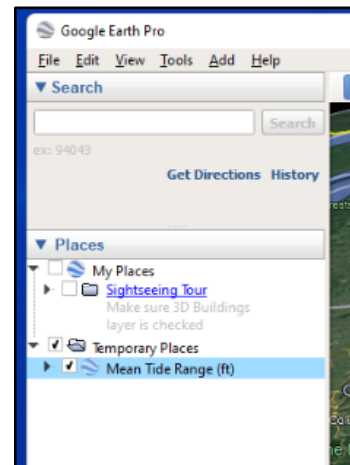 Google Earth Pro
File Edit View Tools Add Help
Search
Search
ex: 94043
Get Directions History
Places
My Places
Sightseeing Tour
Make sure 3D Buildings
layer is checked
Temporary Places
Mean Tide Range (ft)